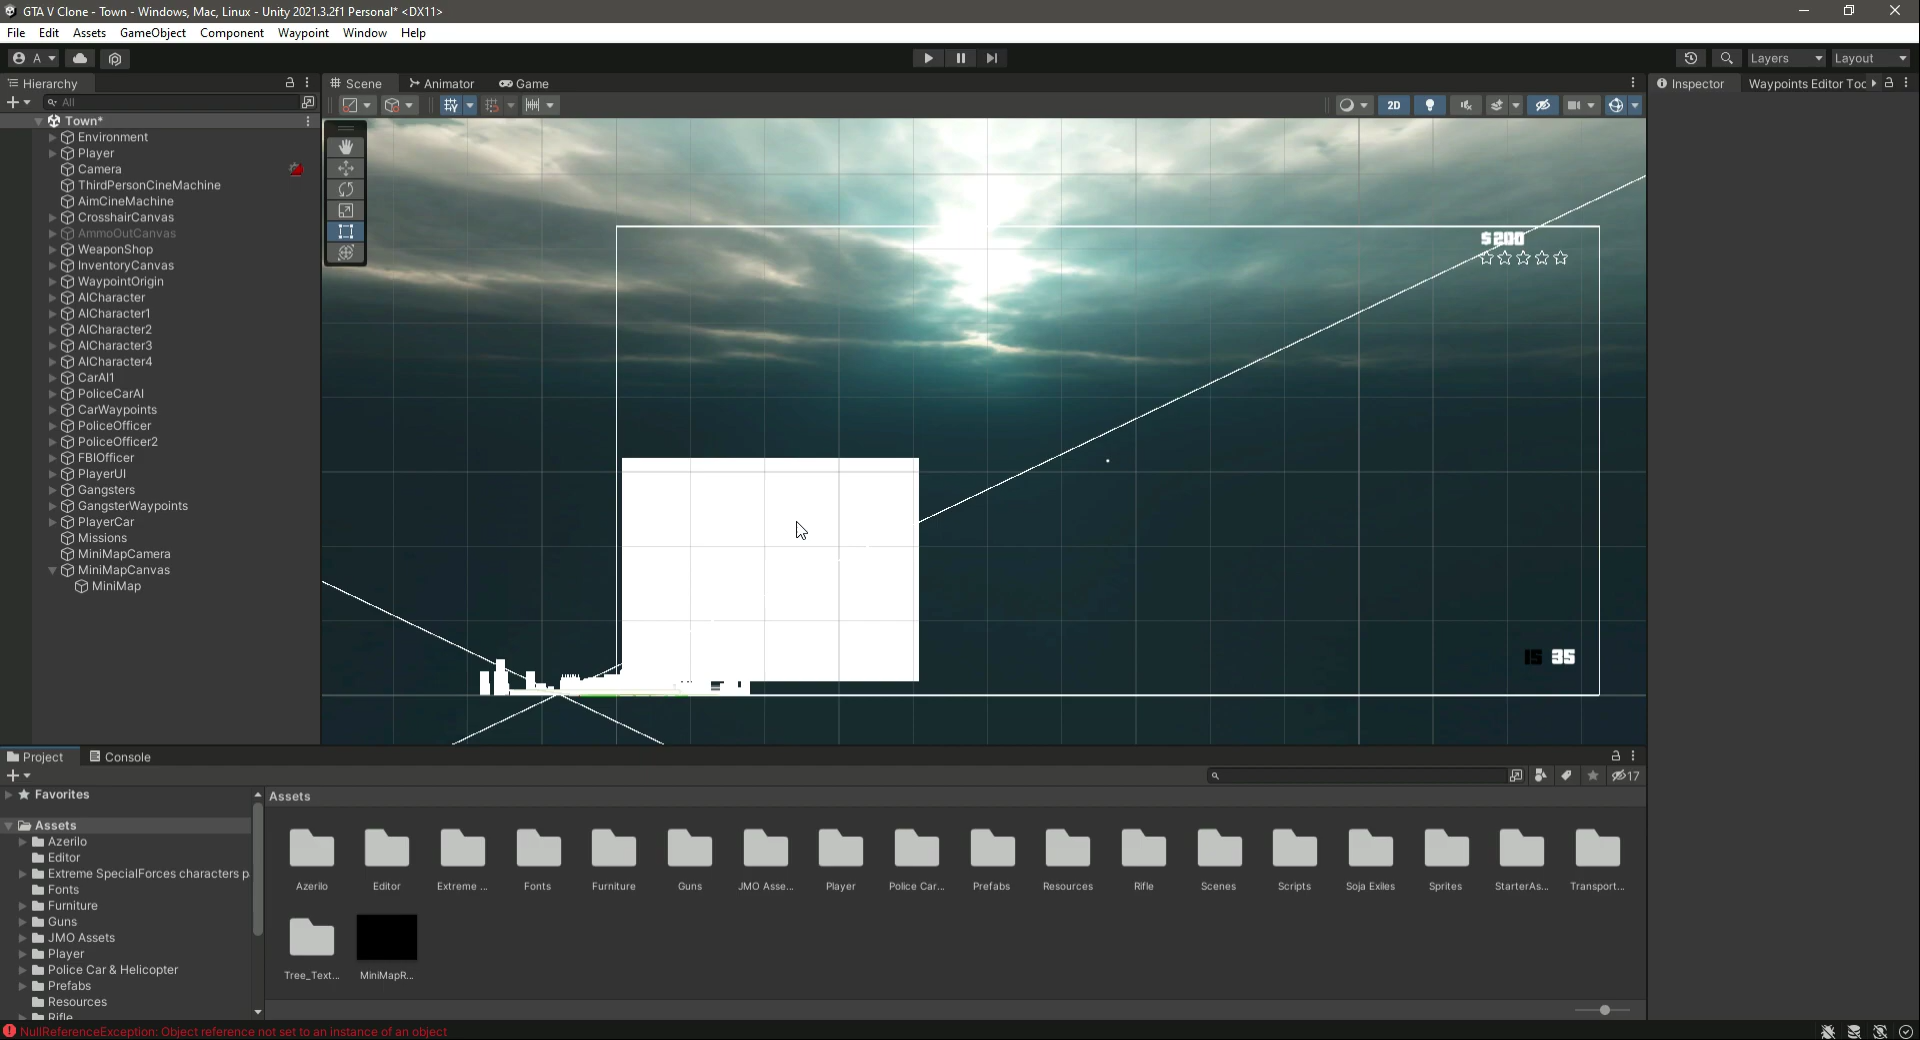 GTA V Clone - Town - Windows, Mac, Linux - Unity 2021.3.2f1 Personal* <DX11>
File Edit Assets GameObject Component Waypoint Window Help
A
Layers
Layout
Hierarchy
Scene
Animator
Game
Inspector
Waypoints Editor Toc
All
2D
Town*
Environment
Player
Camera
ThirdPersonCineMachine
AimCineMachine
CrosshairCanvas
AmmoOutCanvas
WeaponShop
InventoryCanvas
WaypointOrigin
AICharacter
AICharacter1
AICharacter2
AICharacter3
AICharacter4
CarAI1
PoliceCarAI
CarWaypoints
PoliceOfficer
PoliceOfficer2
FBIOfficer
PlayerUI
Gangsters
GangsterWaypoints
PlayerCar
Missions
MiniMapCamera
MiniMapCanvas
MiniMap
$200
15 35
Project
Console
17
Favorites
Assets
Azerilo
Editor
Extreme SpecialForces characters p
Fonts
Furniture
Guns
JMO Assets
Player
Police Car & Helicopter
Prefabs
Resources
Rifle
Assets
Azerilo
Editor
Extreme ...
Fonts
Furniture
Guns
JMO Asse...
Player
Police Car...
Prefabs
Resources
Rifle
Scenes
Scripts
Soja Exiles
Sprites
StarterAs...
Transport...
Tree_Text...
MiniMapR...
NullReferenceException: Object reference not set to an instance of an object